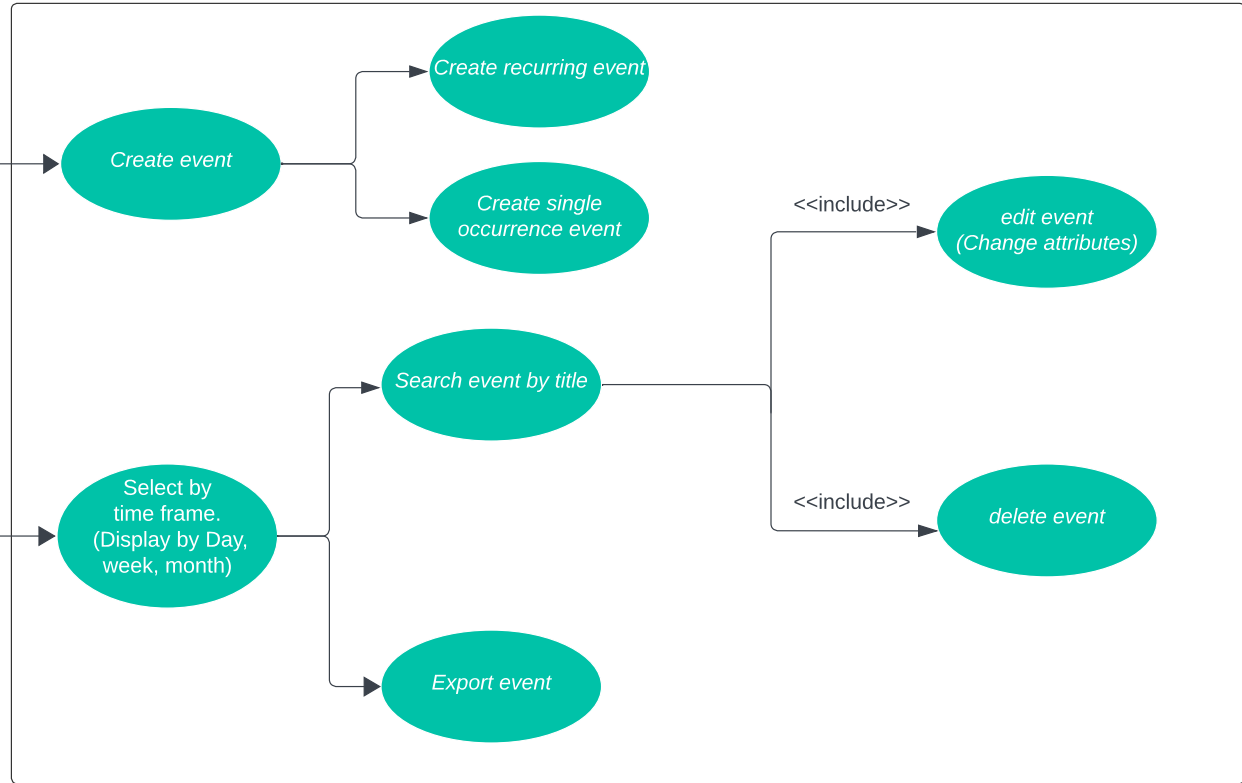 Create recurring event
Create event
Create single
occurrence event
<<include>>
edit event
(Change attributes)
Search event by title
Select by
time frame.
(Display by Day,
week, month)
<<include>>
delete event
Export event